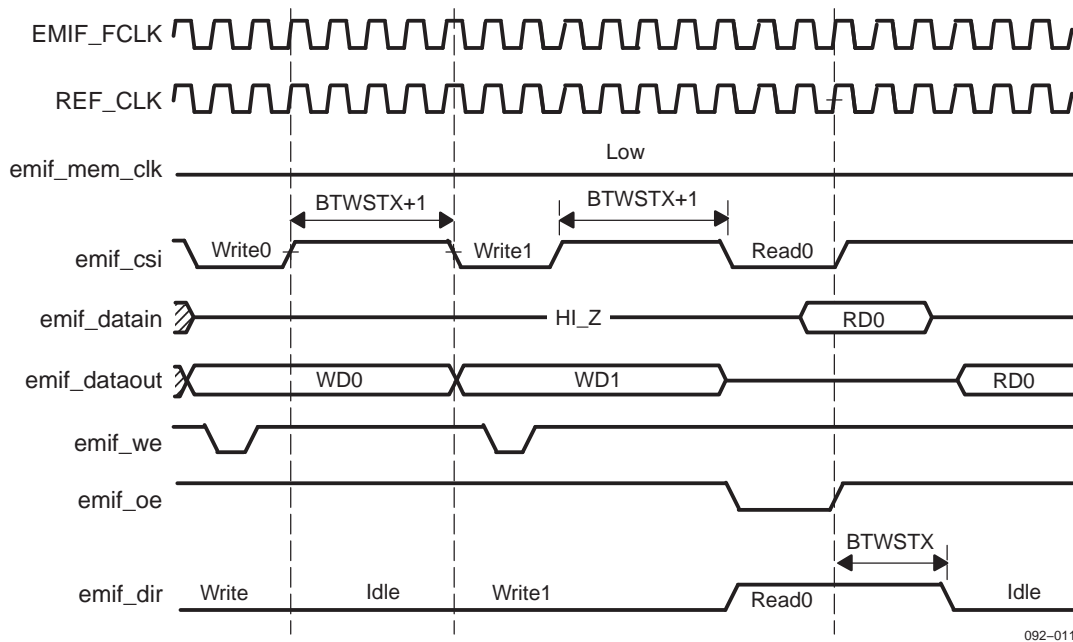 EMIF_FCLK
REF_CLK
emif_mem_clk
Low
BTWSTX+1
BTWSTX+1
emif_csi
Write0
Write1
Read0
emif_datain
HI_Z
RD0
emif_dataout
WD0
WD1
RD0
emif_we
emif_oe
BTWSTX
emif_dir
Write
Idle
Write1
Read0
Idle
092–011